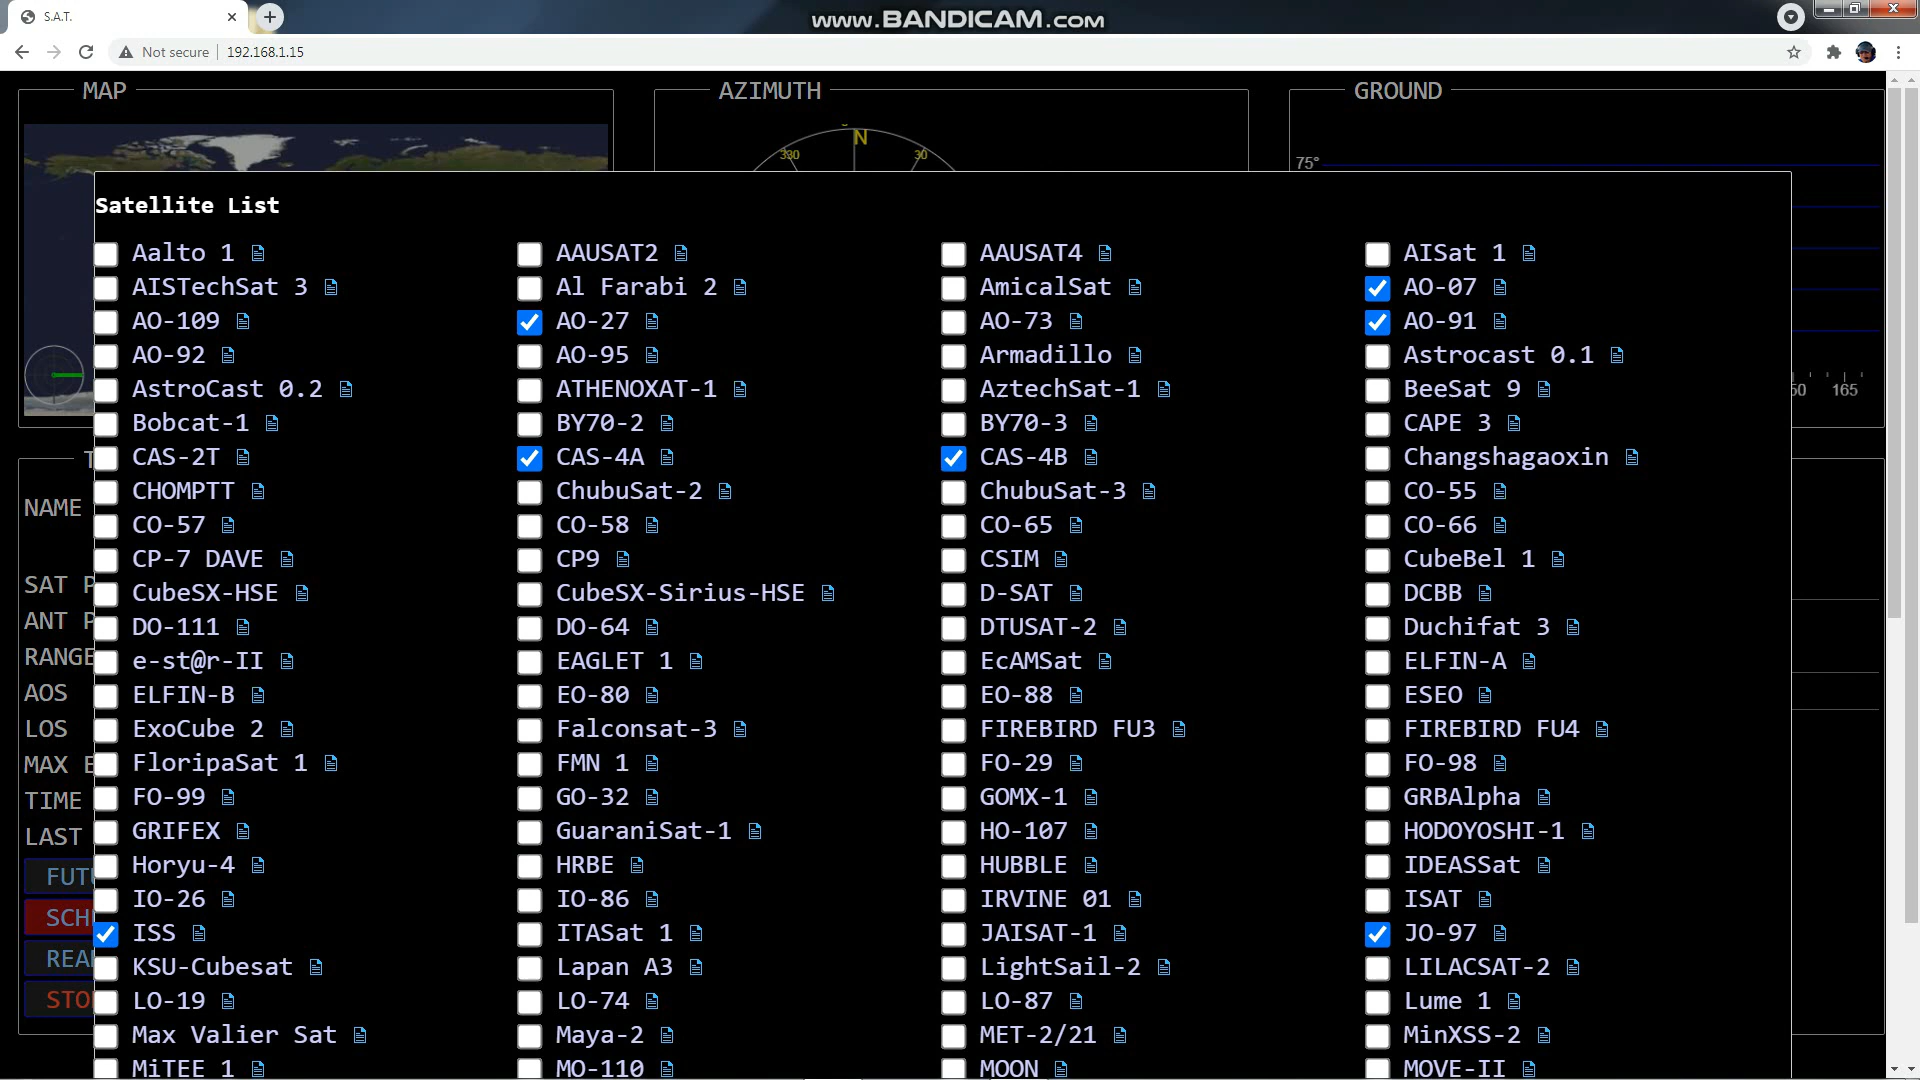 S.A.T.
www.BANDICAM.com
Not secure 192.168.1.15
MAP AZIMUTH GROUND
N
330 30
75°
Satellite List
Aalto 1 AAUSAT2 AAUSAT4 AISat 1
AISTechSat 3 Al Farabi 2 AmicalSat AO-07
AO-109 AO-27 AO-73 AO-91
AO-92 AO-95 Armadillo Astrocast 0.1
AstroCast 0.2 ATHENOXAT-1 AztechSat-1 BeeSat 9
165
Bobcat-1 BY70-2 BY70-3 CAPE 3
CAS-2T CAS-4A CAS-4B Changshagaoxin
CHOMPTT ChubuSat-2 ChubuSat-3 CO-55
NAME
CO-57 CO-58 CO-65 CO-66
CP-7 DAVE CP9 CSIM CubeBel 1
SAT P
CubeSX-HSE CubeSX-Sirius-HSE D-SAT DCBB
ANT P
DO-111 DO-64 DTUSAT-2 Duchifat 3
RANGE
e-st@r-II EAGLET 1 EcAMSat ELFIN-A
AOS
ELFIN-B EO-80 EO-88 ESEO
LOS
ExoCube 2 Falconsat-3 FIREBIRD FU3 FIREBIRD FU4
MAX E
FloripaSat 1 FMN 1 FO-29 FO-98
TIME
FO-99 GO-32 GOMX-1 GRBAlpha
LAST
GRIFEX GuaraniSat-1 HO-107 HODOYOSHI-1
FUTU
Horyu-4 HRBE HUBBLE IDEASSat
IO-26 IO-86 IRVINE 01 ISAT
SCH
ISS ITASat 1 JAISAT-1 JO-97
REA
KSU-Cubesat Lapan A3 LightSail-2 LILACSAT-2
STO
LO-19 LO-74 LO-87 Lume 1
Max Valier Sat Maya-2 MET-2/21 MinXSS-2
MiTEE 1 MO-110 MOON MOVE-II